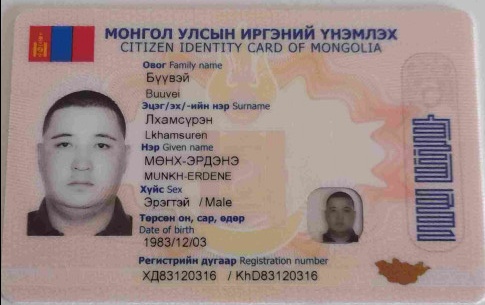 МОНГОЛ УЛСЫН ИРГЭНИЙ ҮНЭМЛЭХ
CITIZEN IDENTITY CARD OF MONGOLIA
Овог Family name
Бүүвэй
Buuvei
Эцэг/эх/-ийн нэр Surname
Лхамсүрэн
Lkhamsuren
Нэр Given name
МӨНХ-ЭРДЭНЭ
MUNKH-ERDENE
Хүйс Sex
Эрэгтэй / Male
Төрсөн он, сар, өдөр
Date of birth
1983/12/03
Регистрийн дугаар Registration number
ХД83120316 / KhD83120316